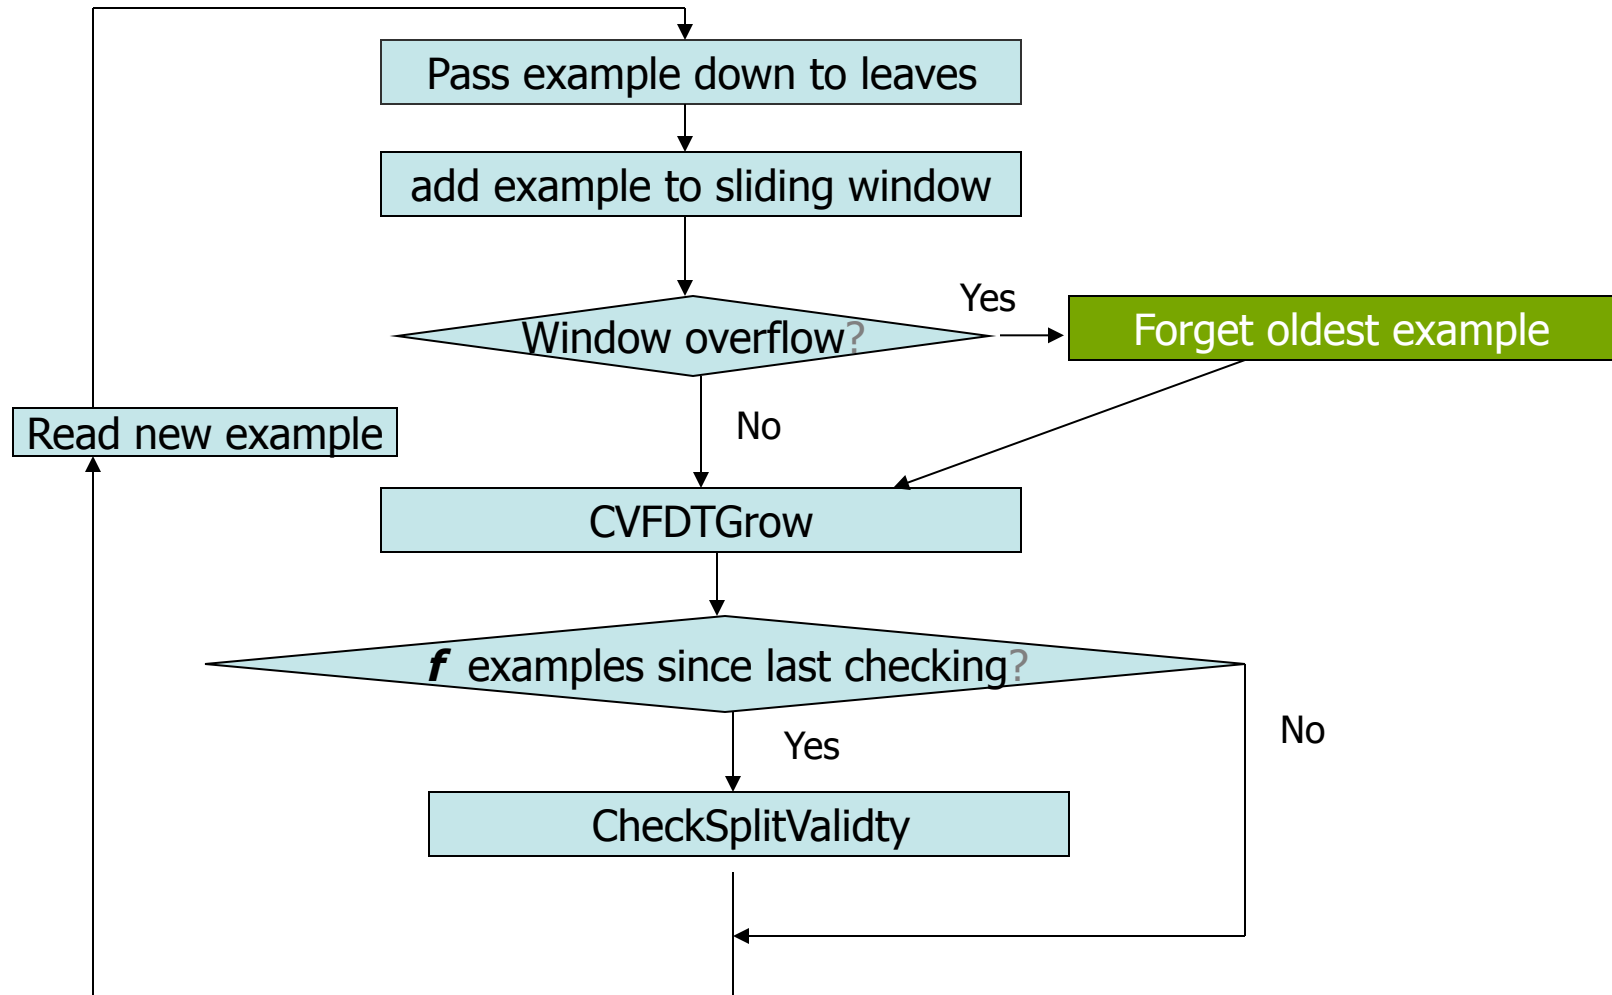 Pass example down to leaves
add example to sliding window
Yes
Window overflow?
Forget oldest example
No
Read new example
CVFDTGrow
f examples since last checking?
No
Yes
CheckSplitValidty